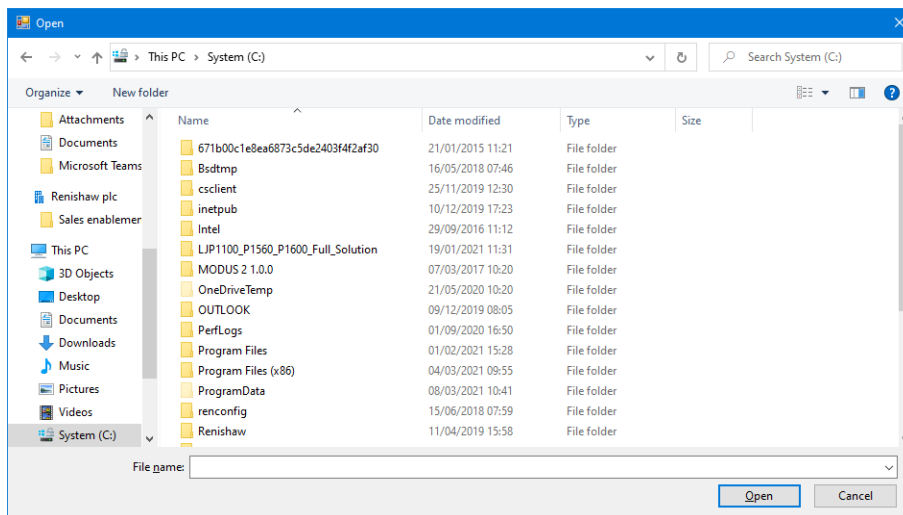 Open
This PC > System (C:)
Search System (C:)
Organize
New folder
Attachments
Documents
Microsoft Teams
Renishaw plc
Sales enablemer
This PC
3D Objects
Desktop
Documents
Downloads
Music
Pictures
Videos
System (C:)
Name Date modified Type Size
671b00c1e8ea6873c5de2403f4f2af30 21/01/2015 11:21 File folder
Bsdtmp 16/05/2018 07:46 File folder
csclient 25/11/2019 12:30 File folder
inetpub 10/12/2019 17:23 File folder
Intel 29/09/2016 11:12 File folder
LJP1100_P1560_P1600_Full_Solution 19/01/2021 11:31 File folder
MODUS 2 1.0.0 07/03/2017 10:20 File folder
OneDriveTemp 21/05/2020 10:20 File folder
OUTLOOK 09/12/2019 08:05 File folder
PerfLogs 01/09/2020 16:50 File folder
Program Files 01/02/2021 15:28 File folder
Program Files (x86) 04/03/2021 09:55 File folder
ProgramData 08/03/2021 10:41 File folder
renconfig 15/06/2018 07:59 File folder
Renishaw 11/04/2019 15:58 File folder
File name:
Open
Cancel